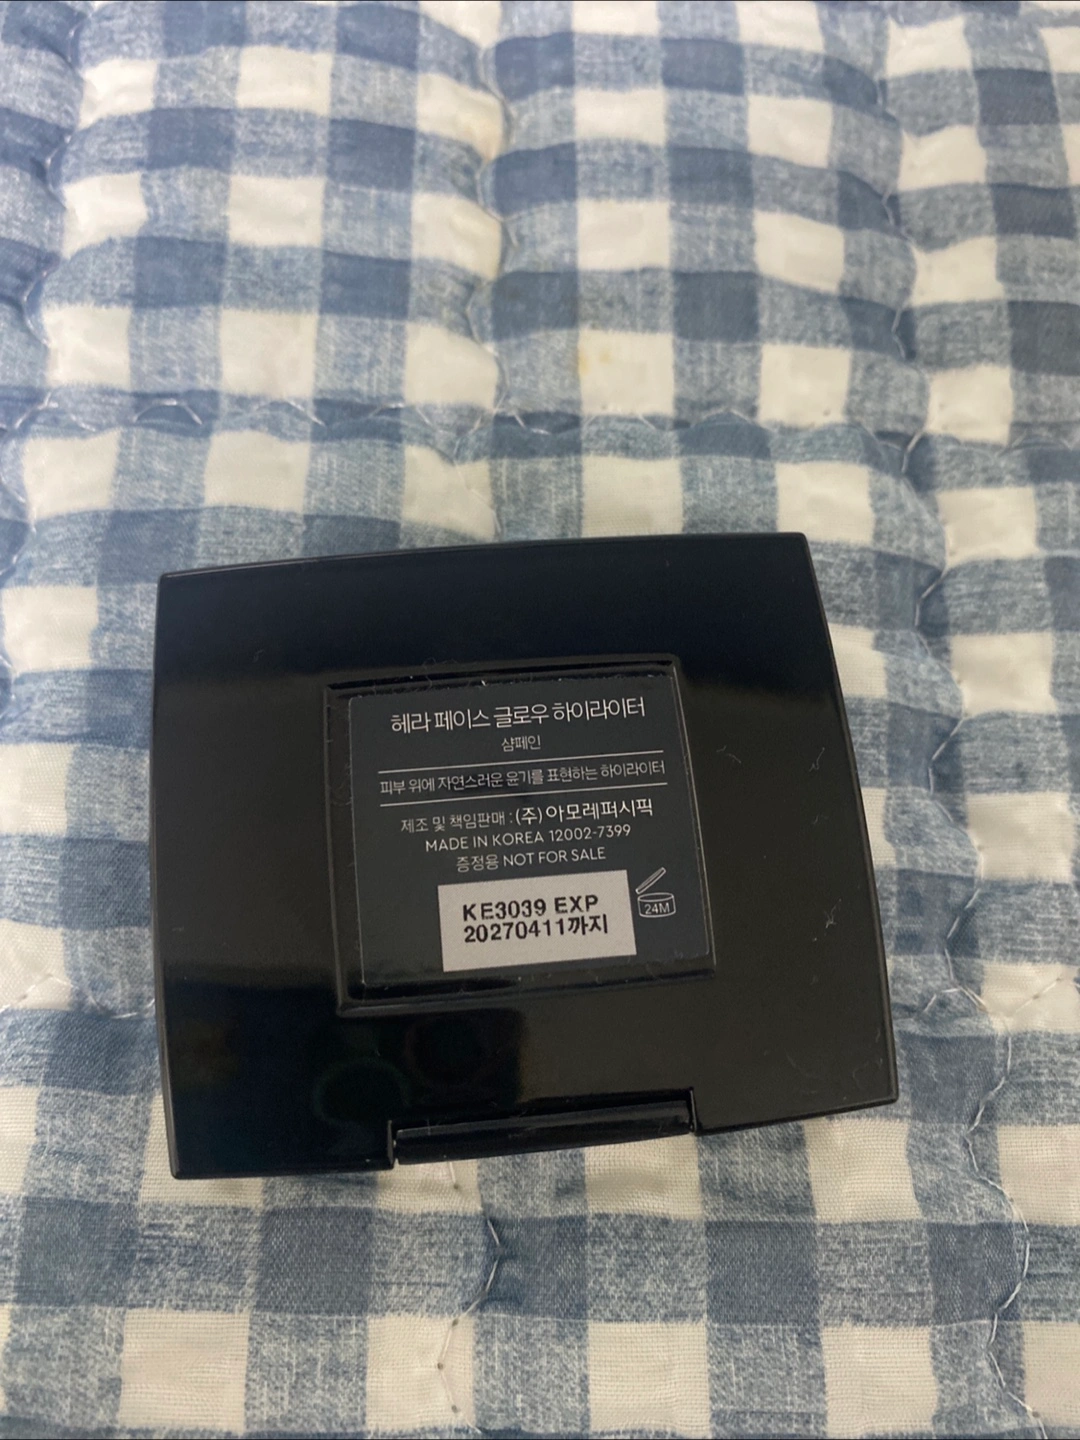 헤라 페이스 글로우 하이라이터
샴페인
피부 위에 자연스러운 윤기를 표현하는 하이라이터
제조 및 책임판매 : (주)아모레퍼시픽
MADE IN KOREA 12002-7399
증정용 NOT FOR SALE
KE3039 EXP
20270411까지
24M